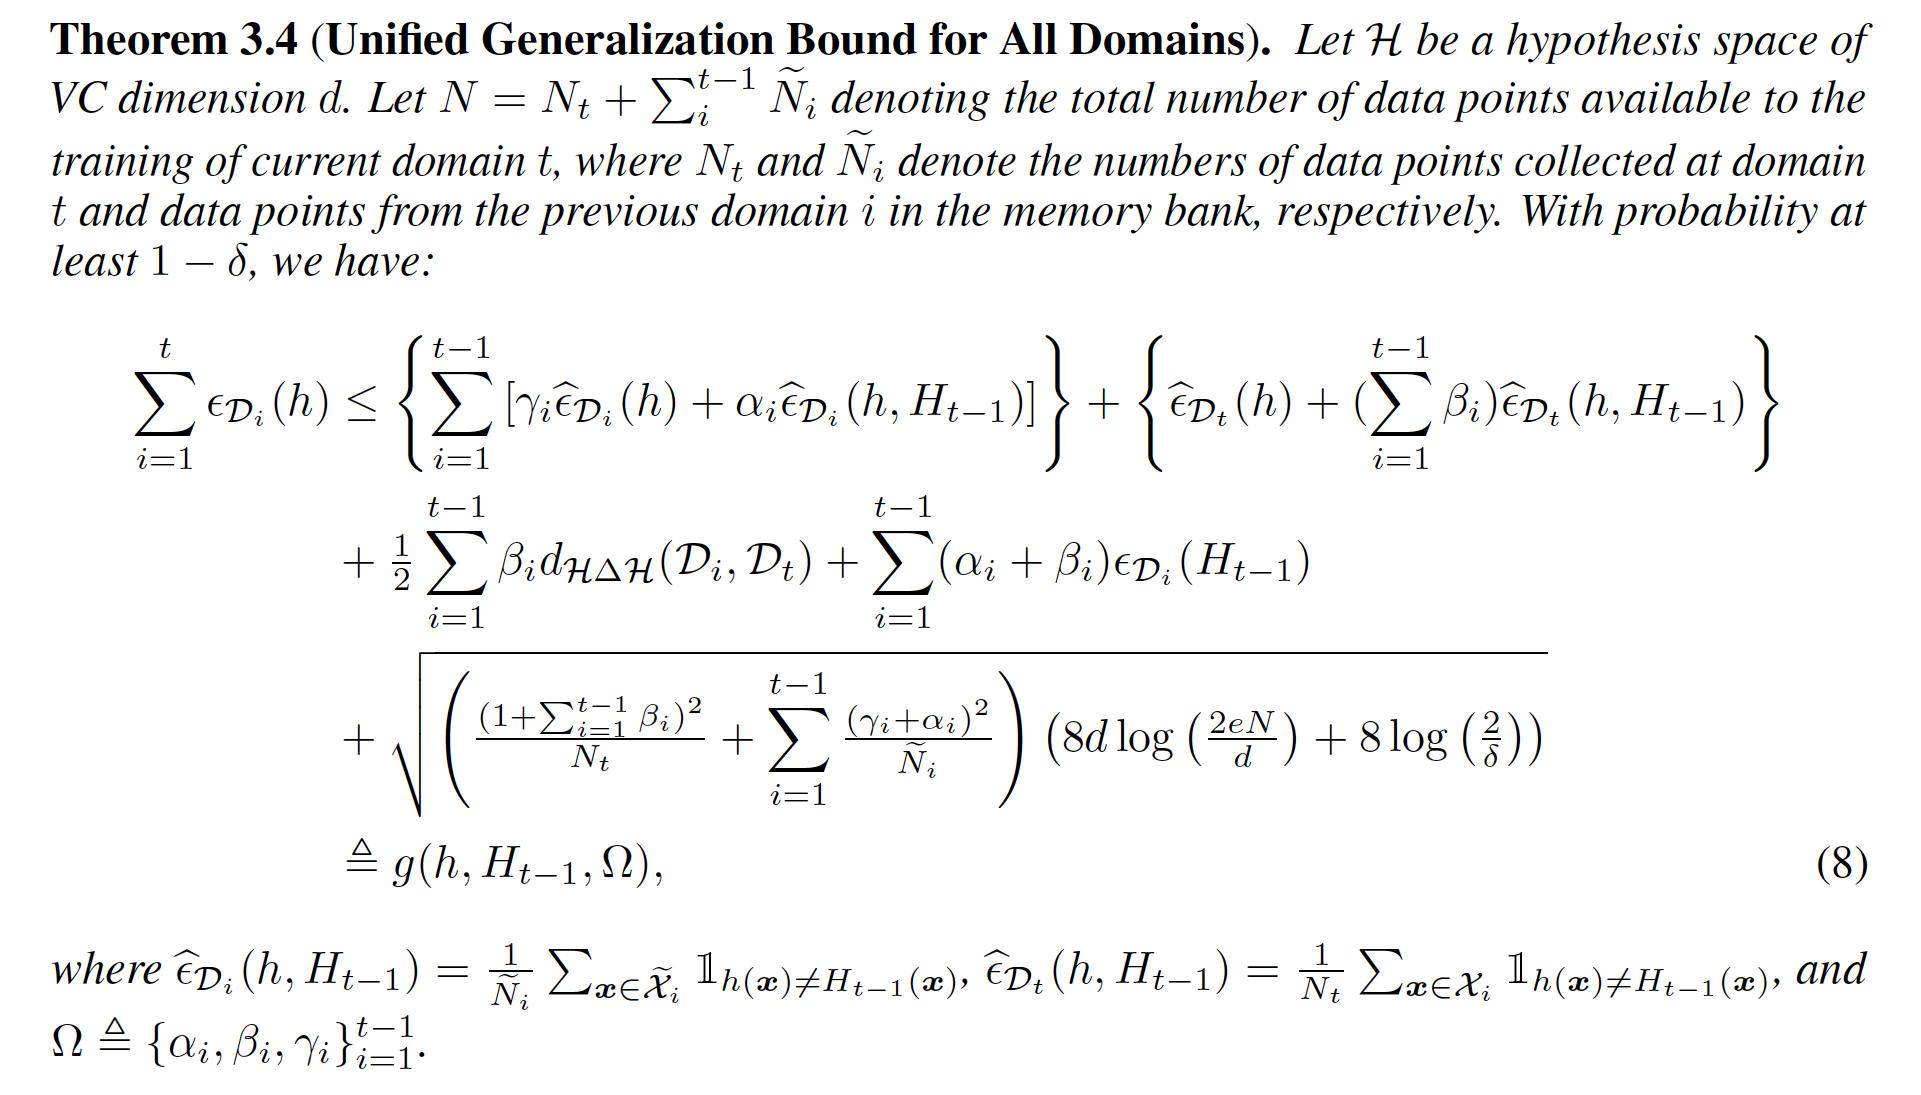 Theorem 3.4 (Unified Generalization Bound for All Domains). Let $\mathcal{H}$ be a hypothesis space of
VC dimension d. Let $N = N_t + \sum_{i}^{t-1} \widetilde{N}_i$ denoting the total number of data points available to the
training of current domain t, where $N_t$ and $\widetilde{N}_i$ denote the numbers of data points collected at domain
t and data points from the previous domain $i$ in the memory bank, respectively. With probability at
least $1 - \delta$, we have:
$\sum_{i=1}^{t} \epsilon_{\mathcal{D}_i}(h) \leq \left\{ \sum_{i=1}^{t-1} [\gamma_i \widehat{\epsilon}_{\mathcal{D}_i}(h) + \alpha_i \widehat{\epsilon}_{\mathcal{D}_i}(h, H_{t-1})] \right\} + \left\{ \widehat{\epsilon}_{\mathcal{D}_t}(h) + (\sum_{i=1}^{t-1} \beta_i) \widehat{\epsilon}_{\mathcal{D}_t}(h, H_{t-1}) \right\}$
$+ \frac{1}{2} \sum_{i=1}^{t-1} \beta_i d_{\mathcal{H}\Delta\mathcal{H}}(\mathcal{D}_i, \mathcal{D}_t) + \sum_{i=1}^{t-1} (\alpha_i + \beta_i) \epsilon_{\mathcal{D}_i}(H_{t-1})$
$+ \sqrt{\left( \frac{(1+\sum_{i=1}^{t-1} \beta_i)^2}{N_t} + \sum_{i=1}^{t-1} \frac{(\gamma_i+\alpha_i)^2}{\widetilde{N}_i} \right) \left( 8d \log \left( \frac{2eN}{d} \right) + 8 \log \left( \frac{2}{\delta} \right) \right)}$
$\triangleq g(h, H_{t-1}, \Omega),$ (8)
where $\widehat{\epsilon}_{\mathcal{D}_i}(h, H_{t-1}) = \frac{1}{\widetilde{N}_i} \sum_{\boldsymbol{x} \in \widetilde{\mathcal{X}}_i} \mathbb{1}_{h(\boldsymbol{x}) \neq H_{t-1}(\boldsymbol{x})}$, $\widehat{\epsilon}_{\mathcal{D}_t}(h, H_{t-1}) = \frac{1}{N_t} \sum_{\boldsymbol{x} \in \mathcal{X}_i} \mathbb{1}_{h(\boldsymbol{x}) \neq H_{t-1}(\boldsymbol{x})}$, and
$\Omega \triangleq \{\alpha_i, \beta_i, \gamma_i\}_{i=1}^{t-1}$.